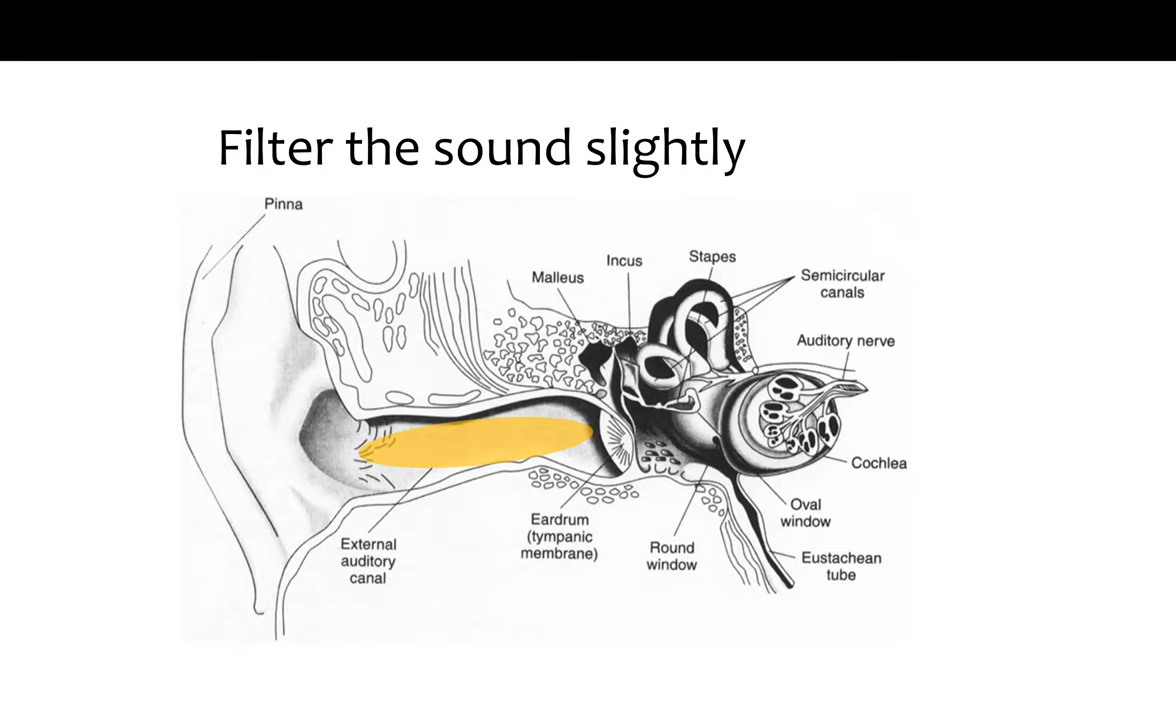 Filter the sound slightly
Pinna
Incus
Stapes
Malleus
Semicircular
canals
Auditory nerve
Cochlea
Oval
window
Eardrum
(tympanic
membrane)
Round
window
External
auditory
canal
Eustachean
tube